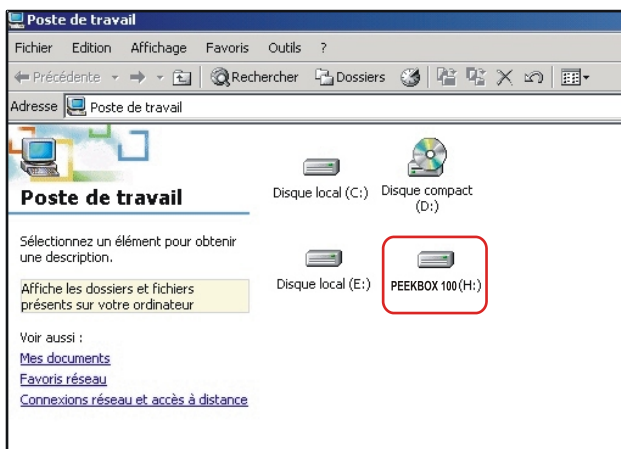 Poste de travail
Fichier Edition Affichage Favoris Outils ?
Précédente Rechercher Dossiers
Adresse Poste de travail
Poste de travail
Sélectionnez un élément pour obtenir
une description.
Affiche les dossiers et fichiers
présents sur votre ordinateur
Voir aussi :
Mes documents
Favoris réseau
Connexions réseau et accès à distance
Disque local (C:)
Disque compact
(D:)
Disque local (E:)
PEEKBOX 100(H:)